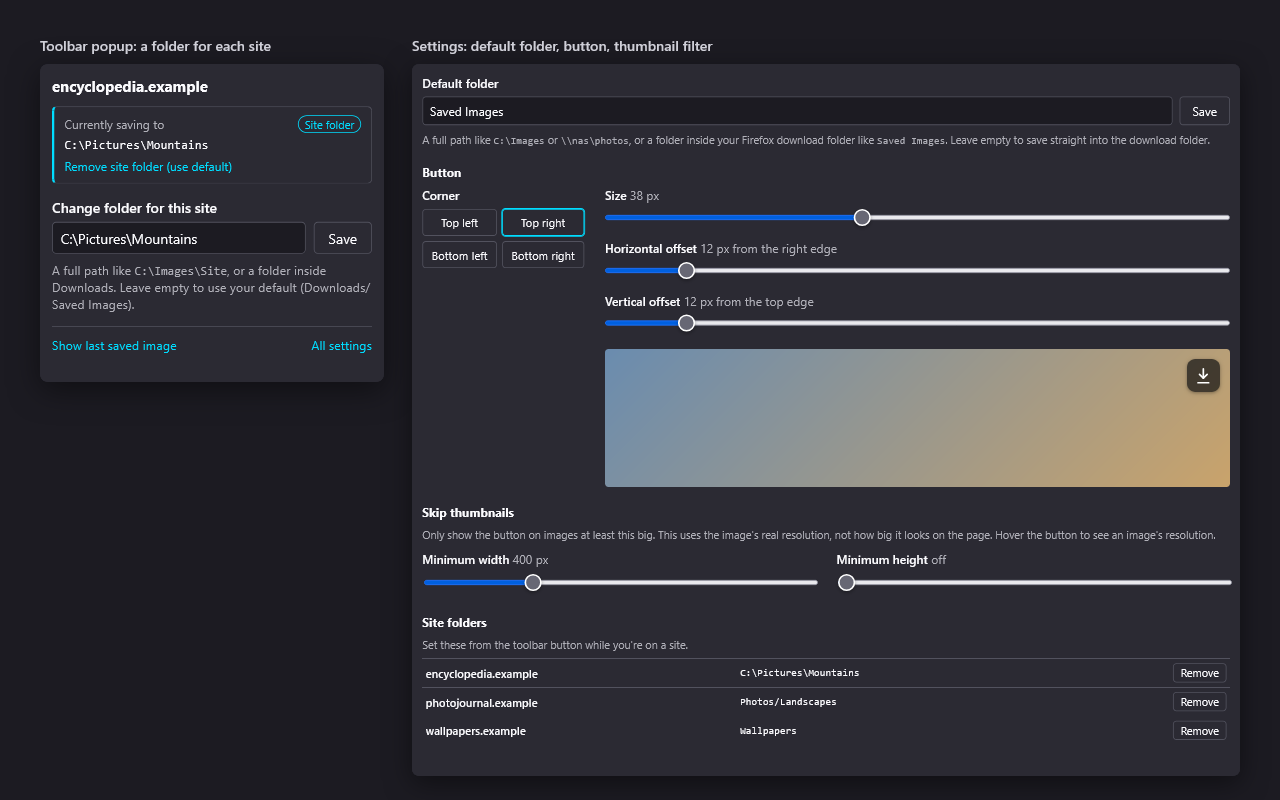 Toolbar popup: a folder for each site
encyclopedia.example
Currently saving to
Site folder
C:\Pictures\Mountains
Remove site folder (use default)
Change folder for this site
C:\Pictures\Mountains
Save
A full path like C:\Images\Site, or a folder inside
Downloads. Leave empty to use your default (Downloads/
Saved Images).
Show last saved image
All settings
Settings: default folder, button, thumbnail filter
Default folder
Saved Images
Save
A full path like C:\Images or \\nas\photos, or a folder inside your Firefox download folder like Saved Images. Leave empty to save straight into the download folder.
Button
Corner
Top left
Top right
Bottom left
Bottom right
Size 38 px
Horizontal offset 12 px from the right edge
Vertical offset 12 px from the top edge
Skip thumbnails
Only show the button on images at least this big. This uses the image's real resolution, not how big it looks on the page. Hover the button to see an image's resolution.
Minimum width 400 px
Minimum height off
Site folders
Set these from the toolbar button while you're on a site.
encyclopedia.example
C:\Pictures\Mountains
Remove
photojournal.example
Photos/Landscapes
Remove
wallpapers.example
Wallpapers
Remove